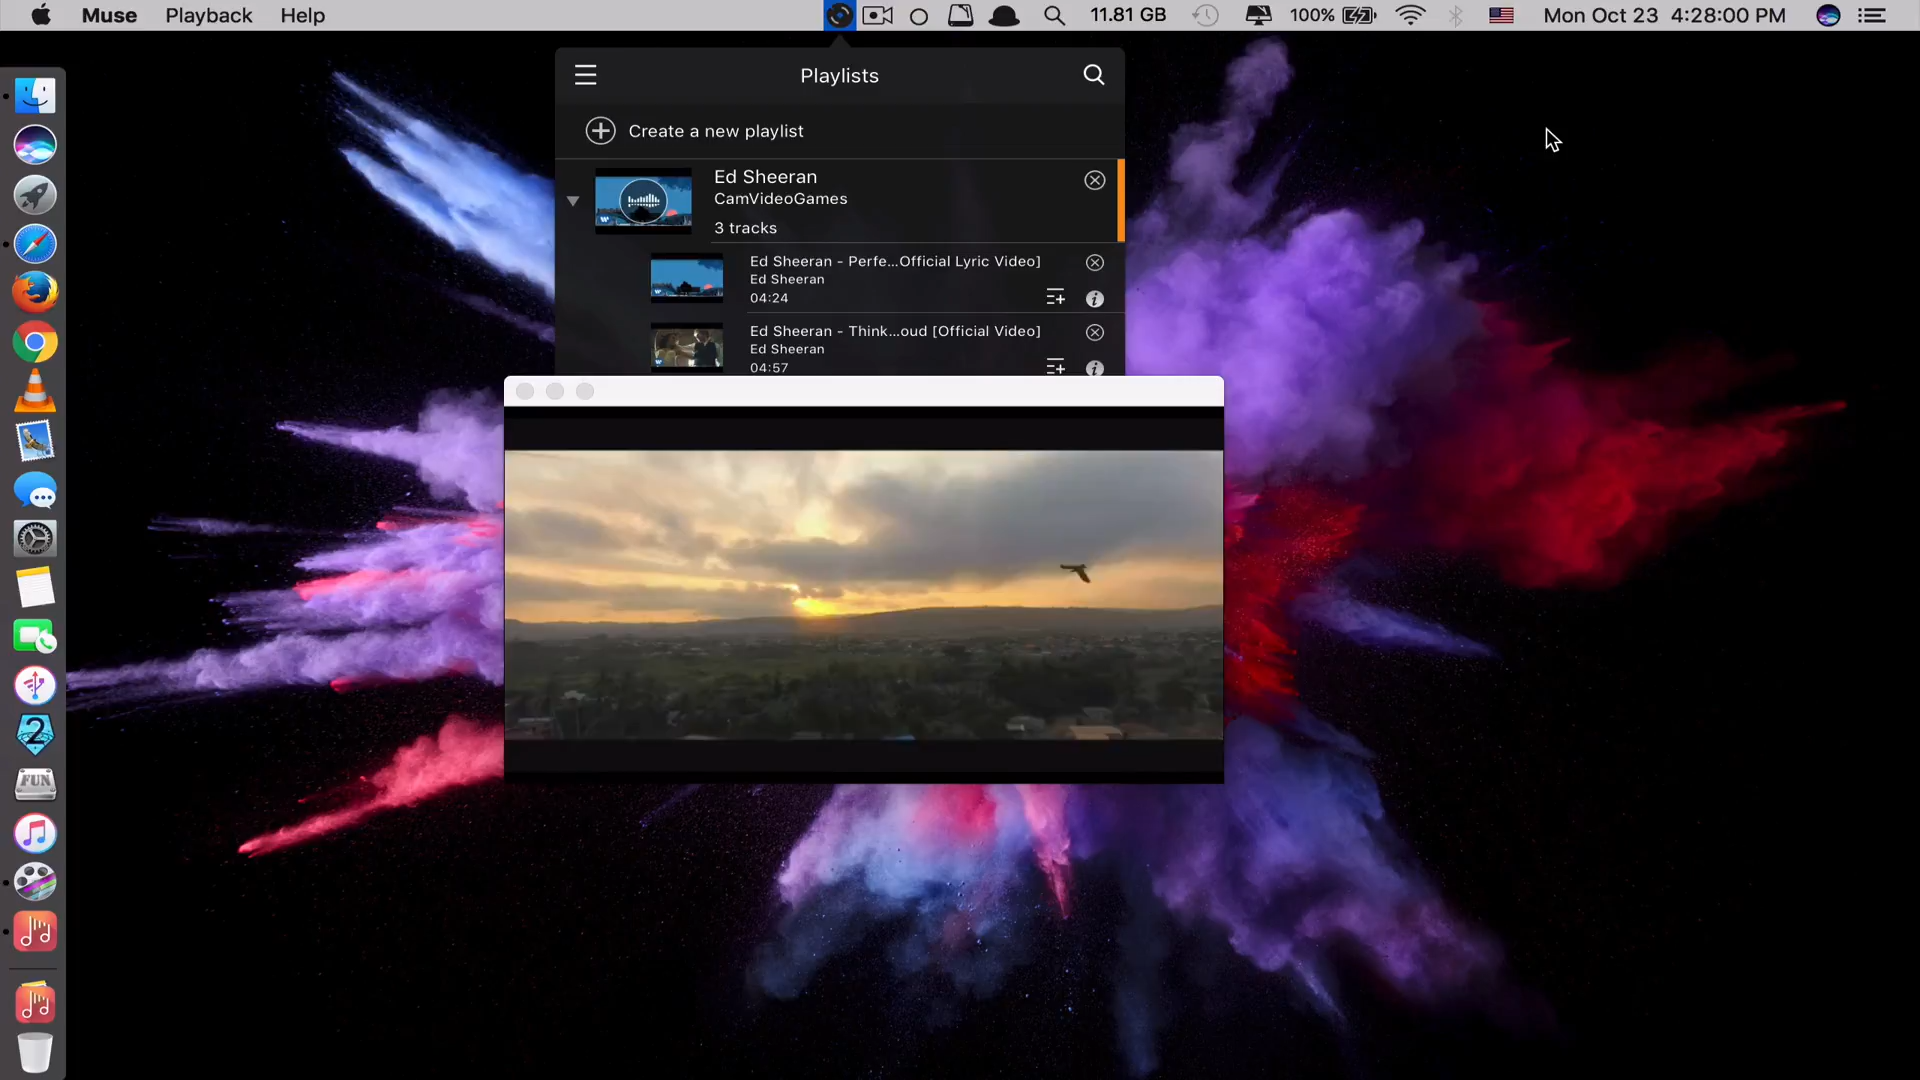 Muse Playback Help 11.81 GB 100% Mon Oct 23 4:28:00 PM
Playlists
Create a new playlist
Ed Sheeran
CamVideoGames
3 tracks
Ed Sheeran - Perfe...Official Lyric Video]
Ed Sheeran
04:24
Ed Sheeran - Think...oud [Official Video]
Ed Sheeran
04:57
2
FUN